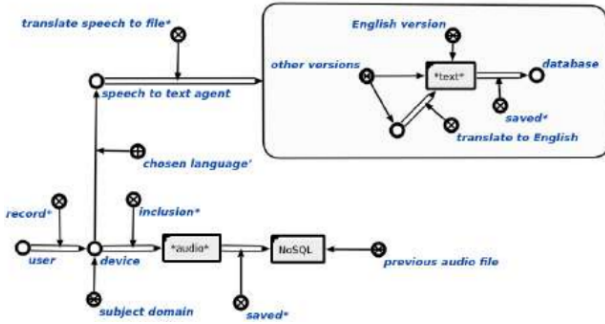 translate speech to file*
English version
other versions
*text*
database
speech to text agent
saved*
translate to English
chosen language'
record*
inclusion*
*audio*
NoSQL
user
device
previous audio file
subject domain
saved*